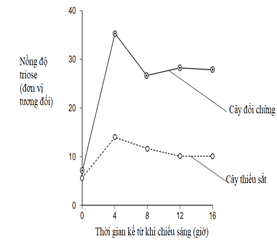 Nồng độ
triose
(đơn vị
tương đối)
40
30
20
10
0
Cây đối chứng
Cây thiếu sắt
0 4 8 12 16
Thời gian kể từ khi chiếu sáng (giờ)